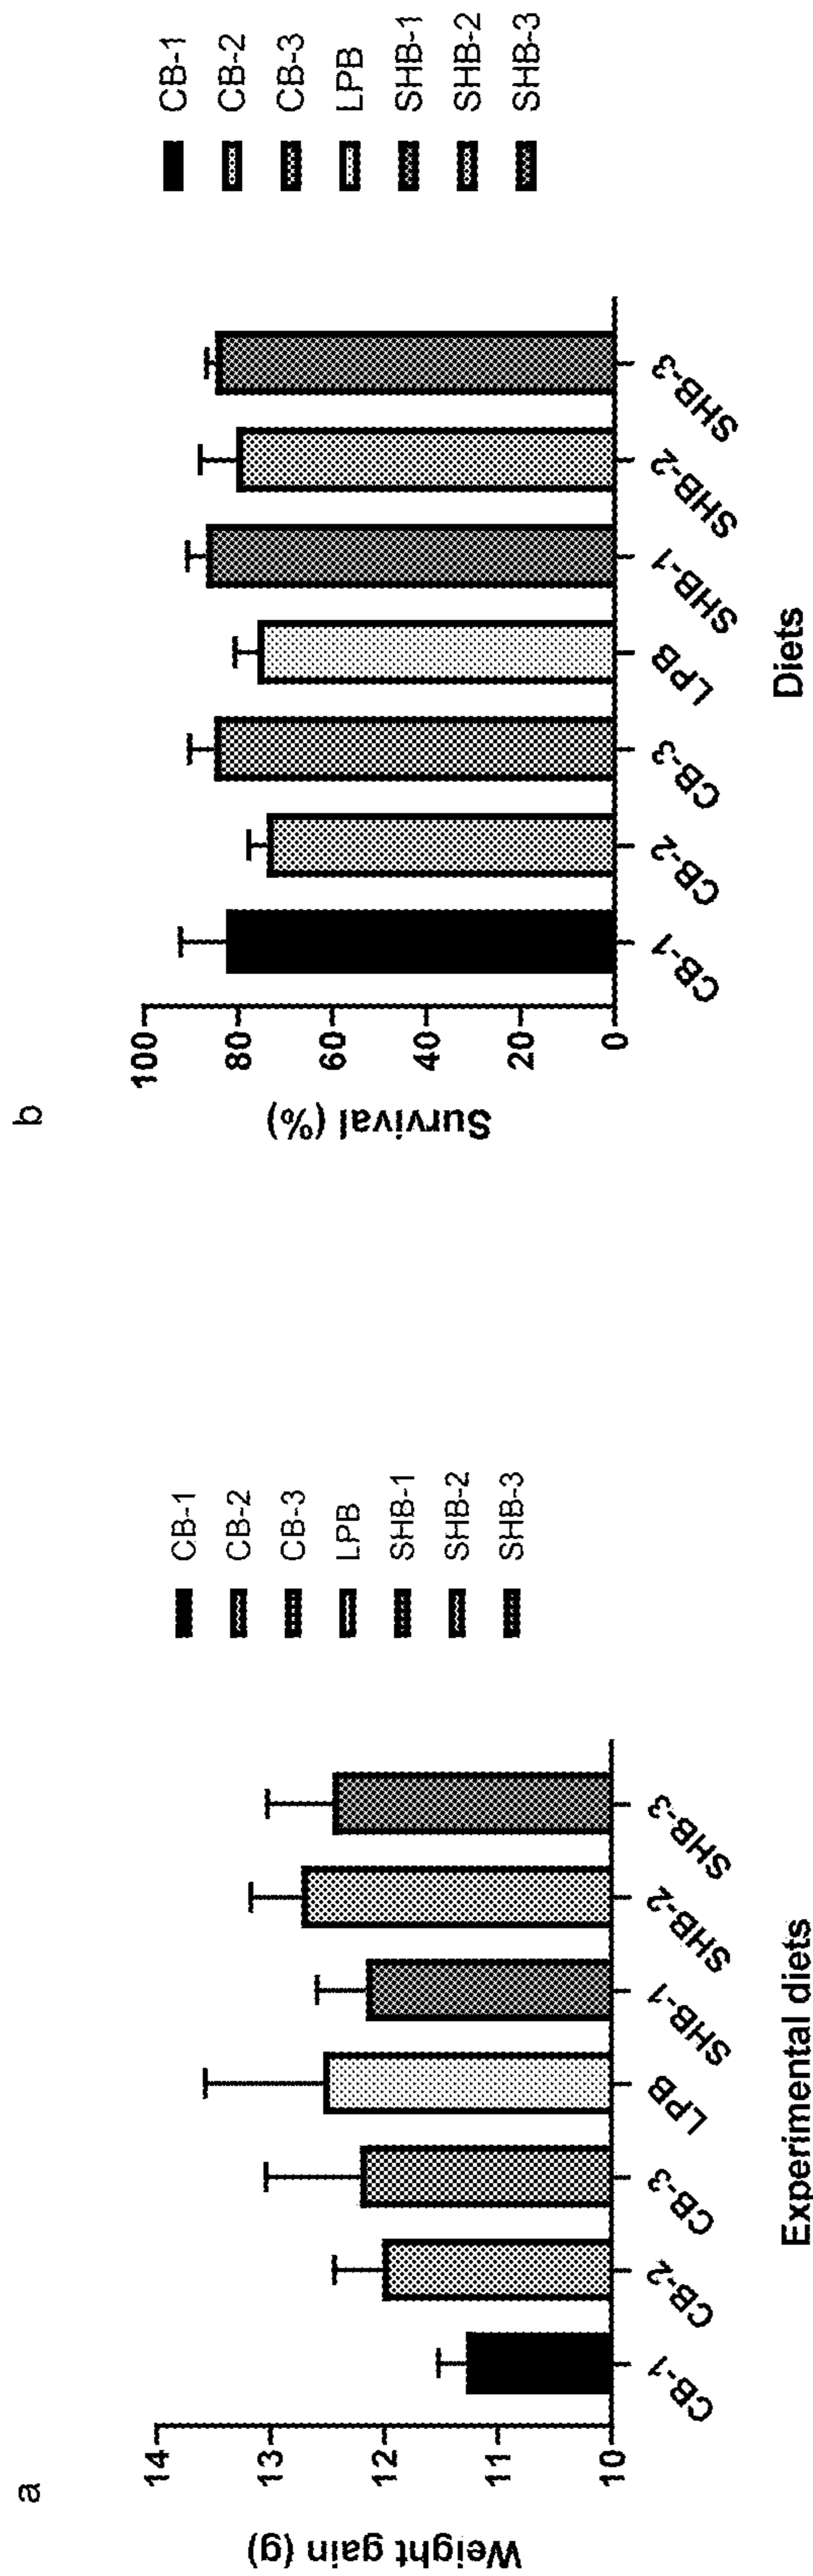 a
Weight gain (g)
14
13
12
11
10
CB-1
CB-2
CB-3
LPB
SHB-1
SHB-2
SHB-3
Experimental diets
CB-1
CB-2
CB-3
LPB
SHB-1
SHB-2
SHB-3
b
Survival (%)
100
80
60
40
20
0
CB-1
CB-2
CB-3
LPB
SHB-1
SHB-2
SHB-3
Diets
CB-1
CB-2
CB-3
LPB
SHB-1
SHB-2
SHB-3